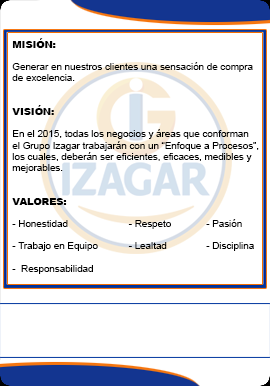 MISIÓN:
Generar en nuestros clientes una sensación de compra
de excelencia.
VISIÓN:
En el 2015, todas los negocios y áreas que conforman
el Grupo Izagar trabajarán con un "Enfoque a Procesos",
los cuales, deberán ser eficientes, eficaces, medibles y
mejorables.
IZAGAR
VALORES:
- Honestidad - Respeto - Pasión
- Trabajo en Equipo - Lealtad - Disciplina
- Responsabilidad